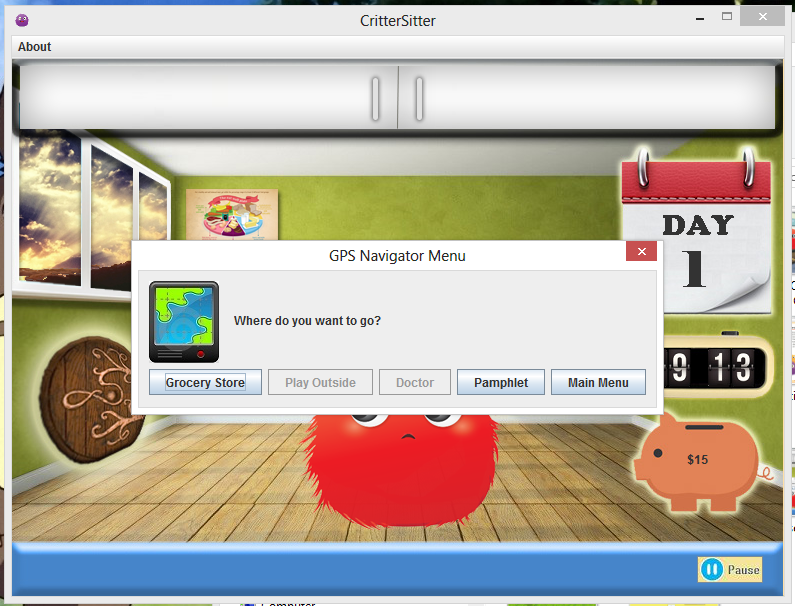 CritterSitter
About
DAY
1
GPS Navigator Menu
Where do you want to go?
Grocery Store
Play Outside
Doctor
Pamphlet
Main Menu
9 13
$15
Pause